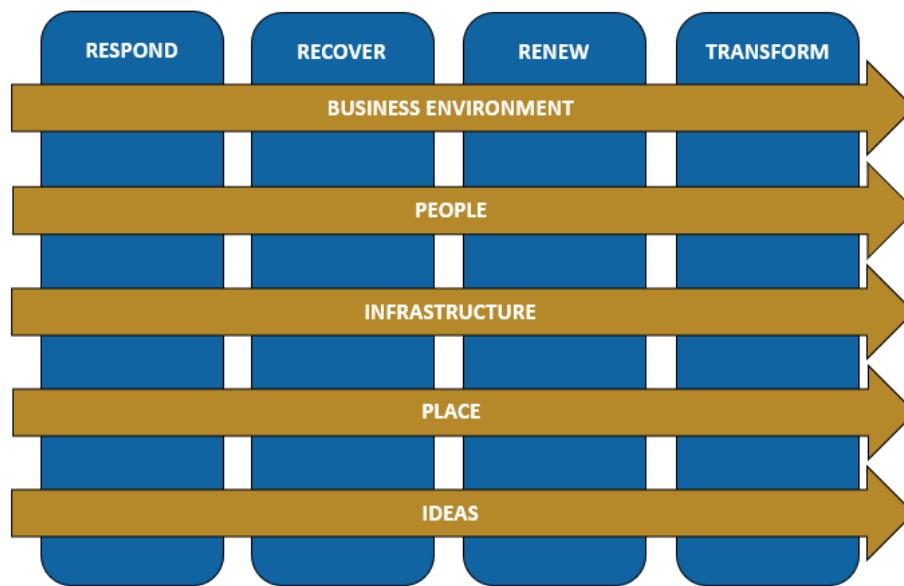 RESPOND
RECOVER
RENEW
TRANSFORM
BUSINESS ENVIRONMENT
PEOPLE
INFRASTRUCTURE
PLACE
IDEAS